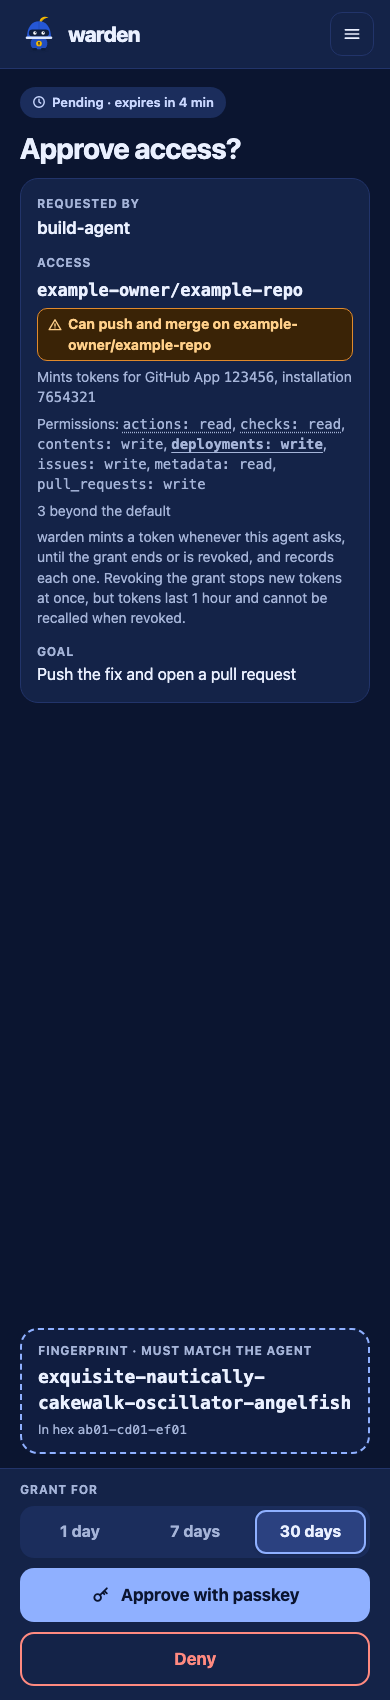 warden
Pending · expires in 4 min
Approve access?
REQUESTED BY
build-agent
ACCESS
example-owner/example-repo
Can push and merge on example-
owner/example-repo
Mints tokens for GitHub App 123456, installation
7654321
Permissions: actions: read, checks: read,
contents: write, deployments: write,
issues: write, metadata: read,
pull_requests: write
3 beyond the default
warden mints a token whenever this agent asks,
until the grant ends or is revoked, and records
each one. Revoking the grant stops new tokens
at once, but tokens last 1 hour and cannot be
recalled when revoked.
GOAL
Push the fix and open a pull request
FINGERPRINT · MUST MATCH THE AGENT
exquisite-nautically-
cakewalk-oscillator-angelfish
In hex ab01-cd01-ef01
GRANT FOR
1 day 7 days 30 days
Approve with passkey
Deny